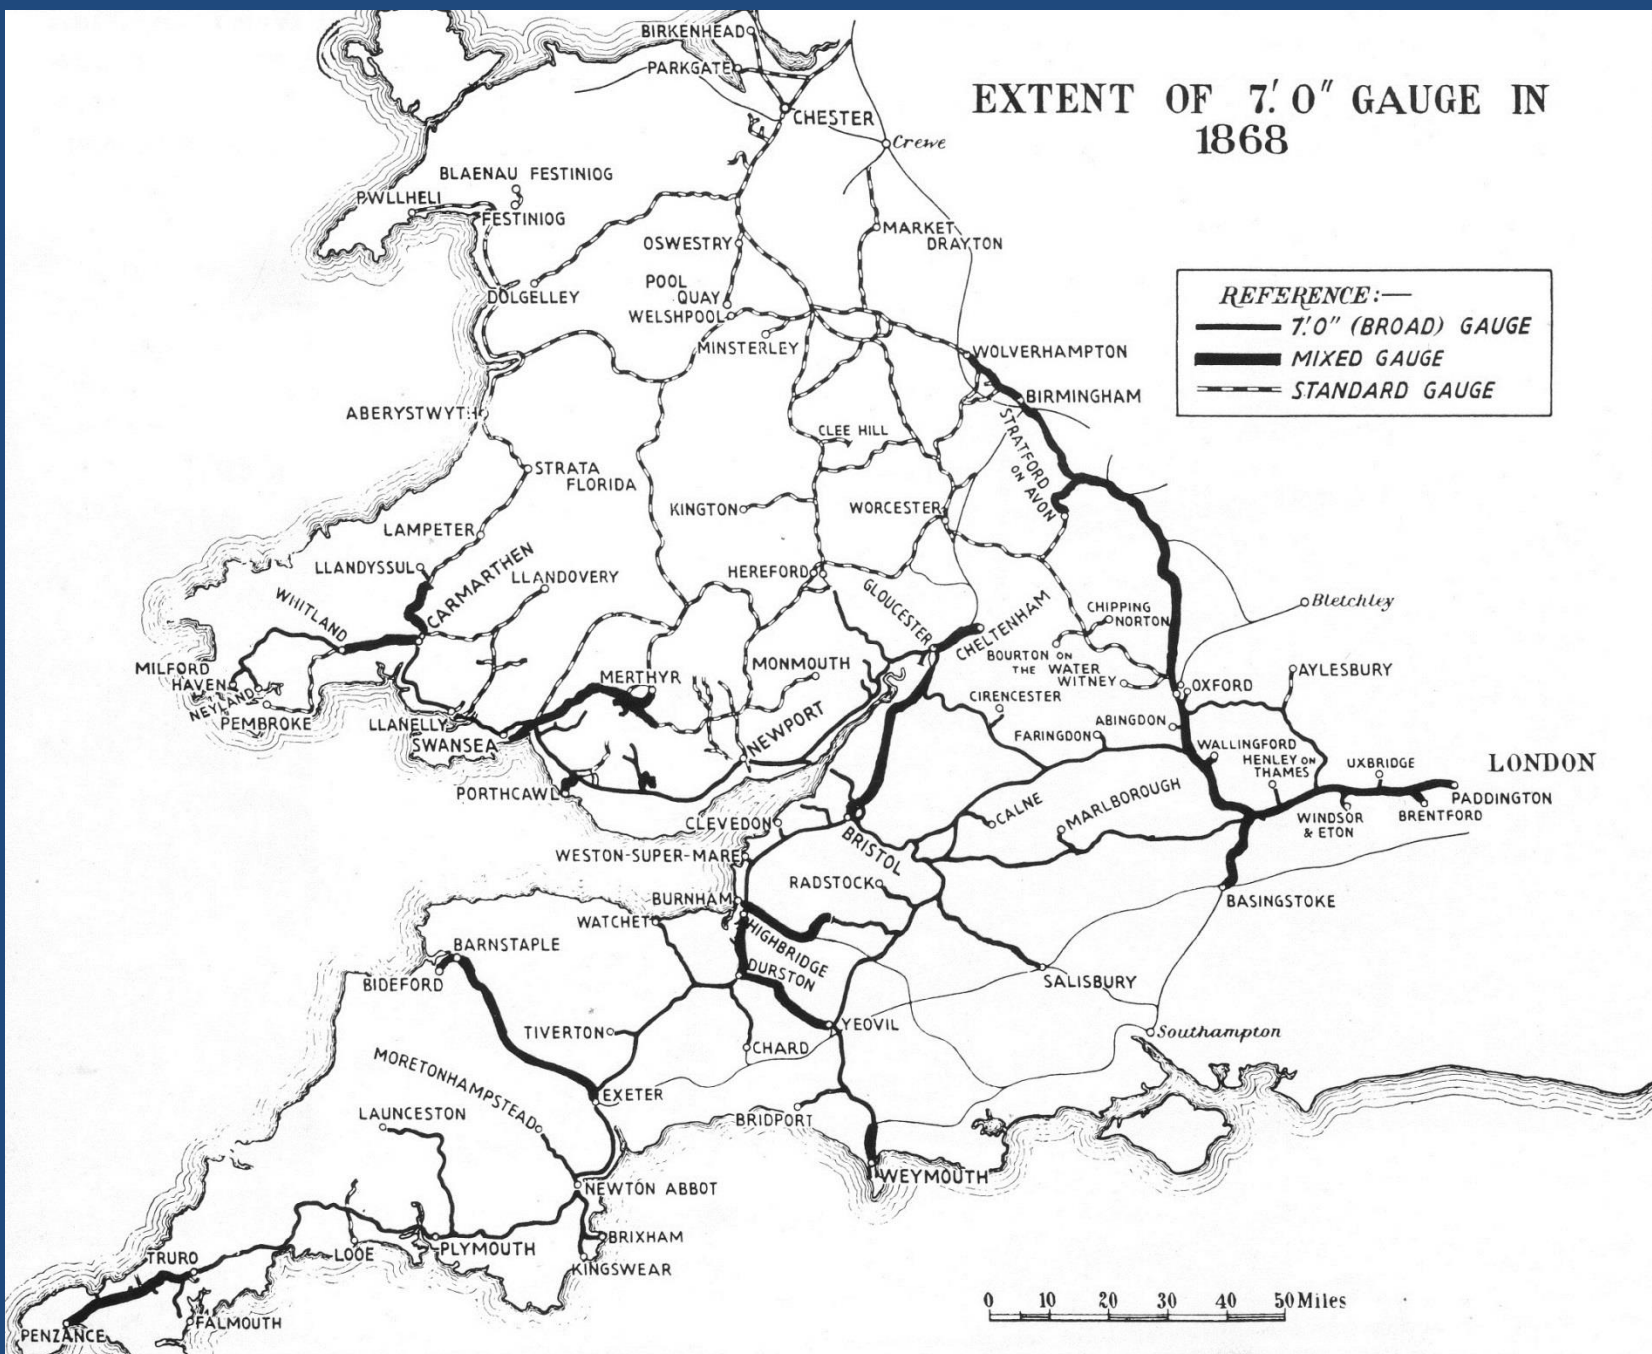 EXTENT OF 7'.0" GAUGE IN
1868
REFERENCE:—
7'.0" (BROAD) GAUGE
MIXED GAUGE
STANDARD GAUGE
BIRKENHEAD
PARKGATE
CHESTER
Crewe
BLAENAU FESTINIOG
PWLLHELI
FESTINIOG
MARKET
DRAYTON
OSWESTRY
POOL
QUAY
DOLGELLEY
WELSHPOOL
MINSTERLEY
WOLVERHAMPTON
BIRMINGHAM
ABERYSTWYTH
CLEE HILL
STRATFORD
ON AVON
STRATA
FLORIDA
KINGTON
WORCESTER
LAMPETER
LLANDYSSUL
CARMARTHEN
LLANDOVERY
HEREFORD
GLOUCESTER
CHELTENHAM
CHIPPING
NORTON
Bletchley
WHITLAND
BOURTON ON
THE WATER
WITNEY
MILFORD
HAVEN
NEYLAND
PEMBROKE
MERTHYR
MONMOUTH
AYLESBURY
OXFORD
CIRENCESTER
ABINGDON
FARINGDON
LLANELLY
SWANSEA
NEWPORT
WALLINGFORD
HENLEY ON
THAMES
UXBRIDGE
LONDON
PADDINGTON
PORTHCAWL
CLEVEDON
CALNE
MARLBOROUGH
WINDSOR
& ETON
BRENTFORD
BRISTOL
WESTON-SUPER-MARE
RADSTOCK
BASINGSTOKE
BURNHAM
WATCHET
HIGHBRIDGE
DURSTON
BARNSTAPLE
BIDEFORD
SALISBURY
TIVERTON
YEOVIL
Southampton
CHARD
MORETONHAMPSTEAD
EXETER
LAUNCESTON
BRIDPORT
WEYMOUTH
NEWTON ABBOT
BRIXHAM
KINGSWEAR
TRURO
LOOE
PLYMOUTH
FALMOUTH
PENZANCE
0 10 20 30 40 50 Miles